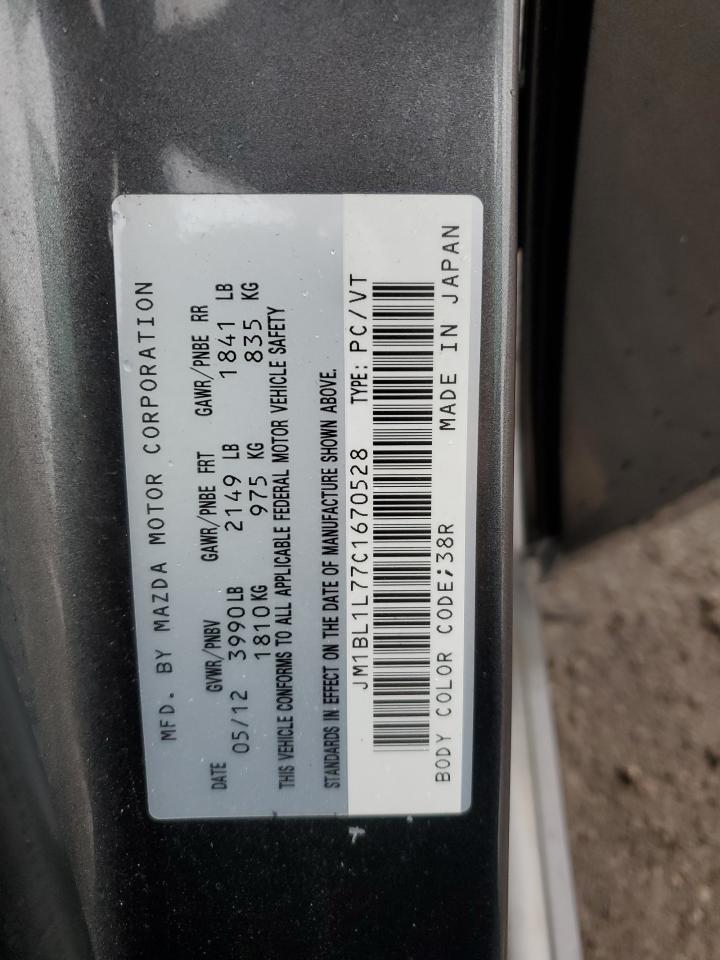 MFD. BY MAZDA MOTOR CORPORATION
DATE GVWR/PNBV GAWR/PNBE FRT GAWR/PNBE RR
05/12 3990LB 2149 LB 1841 LB
1810KG 975 KG 835 KG
THIS VEHICLE CONFORMS TO ALL APPLICABLE FEDERAL MOTOR VEHICLE SAFETY
STANDARDS IN EFFECT ON THE DATE OF MANUFACTURE SHOWN ABOVE.
JM1BL1L77C1670528 TYPE: PC/VT
BODY COLOR CODE;38R MADE IN JAPAN